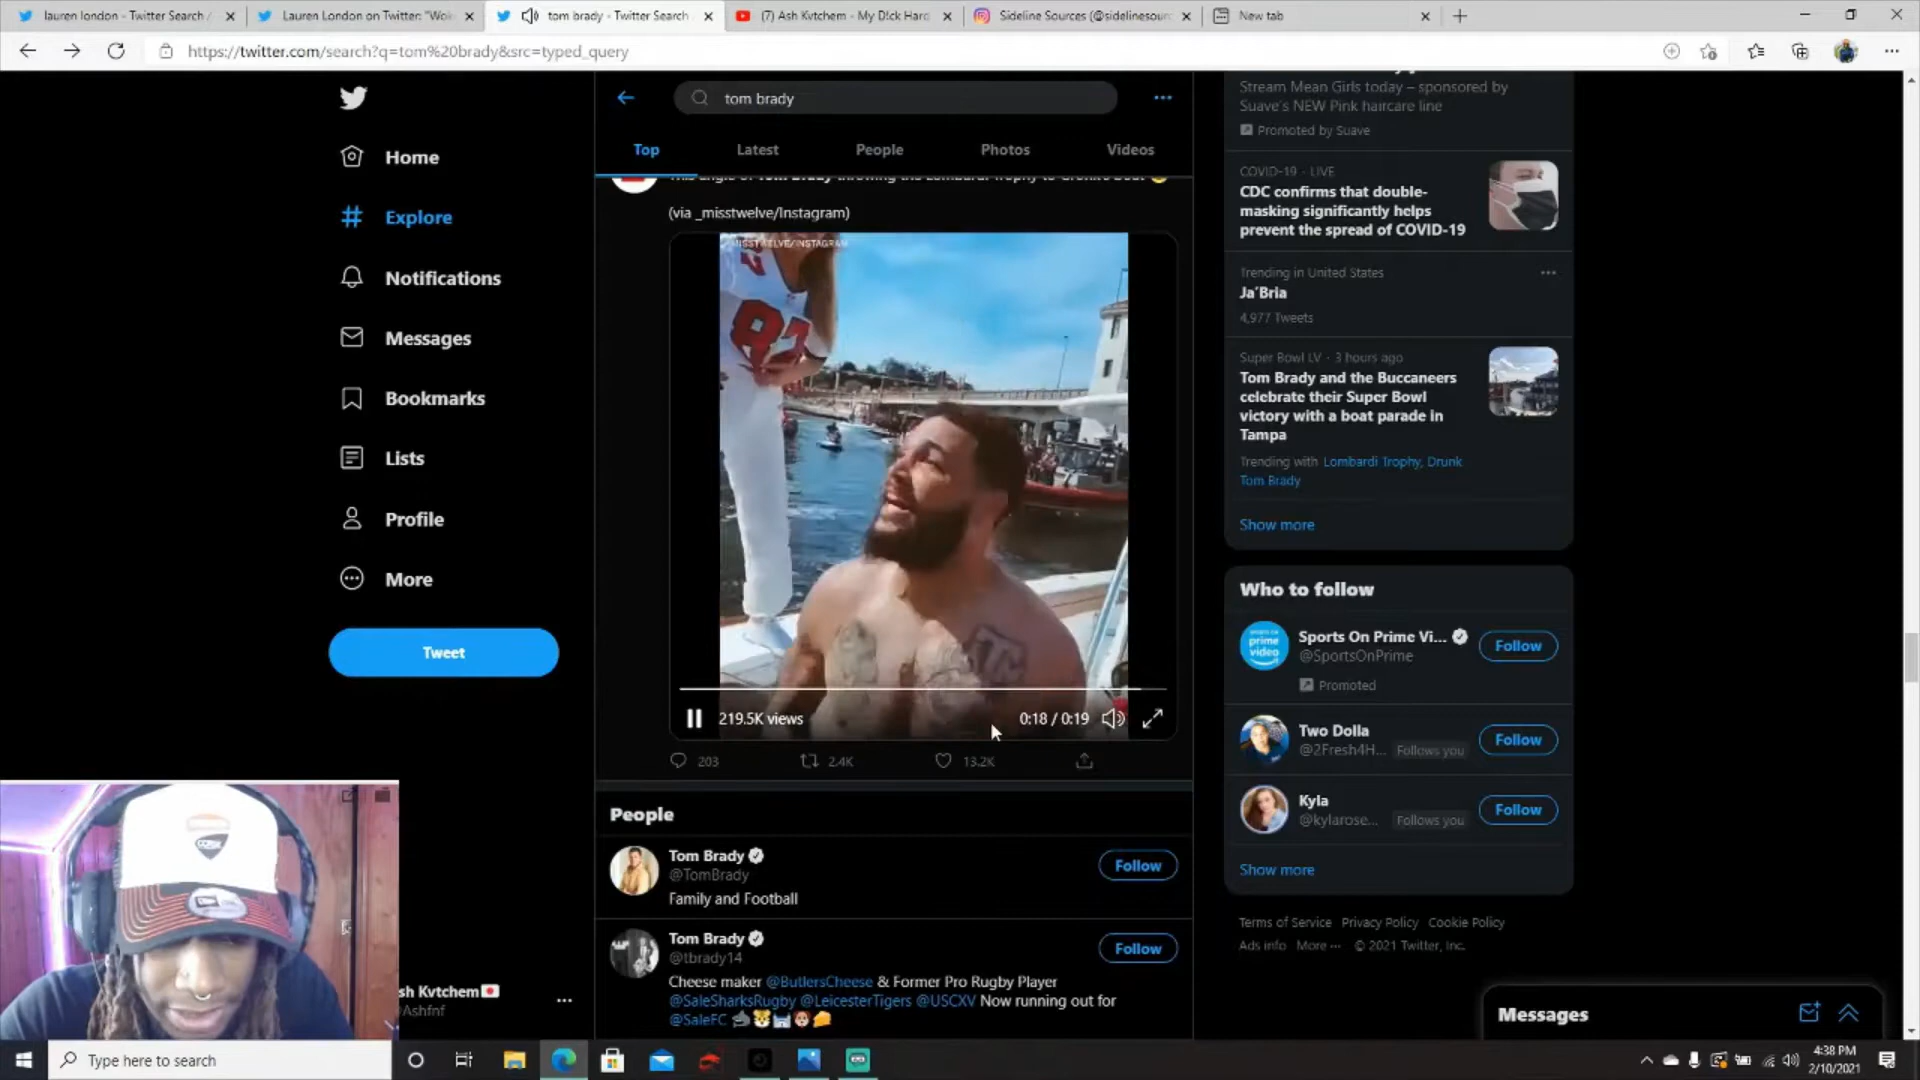 lauren london - Twitter Search /
Lauren London on Twitter: "Wok
tom brady - Twitter Search
(7) Ash Kvtchem - My D!ck Hard
Sideline Sources (@sidelinesourc
New tab
https://twitter.com/search?q=tom%20brady&src=typed_query
Home
Explore
Notifications
Messages
Bookmarks
Lists
Profile
More
Tweet
sh Kvtchem
Ashfnf
tom brady
Top
Latest
People
Photos
Videos
(via _misstwelve/Instagram)
MISSTWELVE/INSTAGRAM
219.5K views
0:18 / 0:19
203
2.4K
13.2K
People
Tom Brady
@TomBrady
Family and Football
Follow
Tom Brady
@tbrady14
Cheese maker @ButlersCheese & Former Pro Rugby Player
@SaleSharksRugby @LeicesterTigers @USCXV Now running out for
@SaleFC
Follow
Stream Mean Girls today – sponsored by
Suave's NEW Pink haircare line
Promoted by Suave
COVID-19 · LIVE
CDC confirms that double-
masking significantly helps
prevent the spread of COVID-19
Trending in United States
Ja'Bria
4,977 Tweets
Super Bowl LV · 3 hours ago
Tom Brady and the Buccaneers
celebrate their Super Bowl
victory with a boat parade in
Tampa
Trending with Lombardi Trophy, Drunk
Tom Brady
Show more
Who to follow
Sports On Prime Vi...
@SportsOnPrime
Promoted
Follow
Two Dolla
@2Fresh4H... Follows you
Follow
Kyla
@kylarose... Follows you
Follow
Show more
Terms of Service Privacy Policy Cookie Policy
Ads info More ··· © 2021 Twitter, Inc.
Messages
Type here to search
4:38 PM
2/10/2021